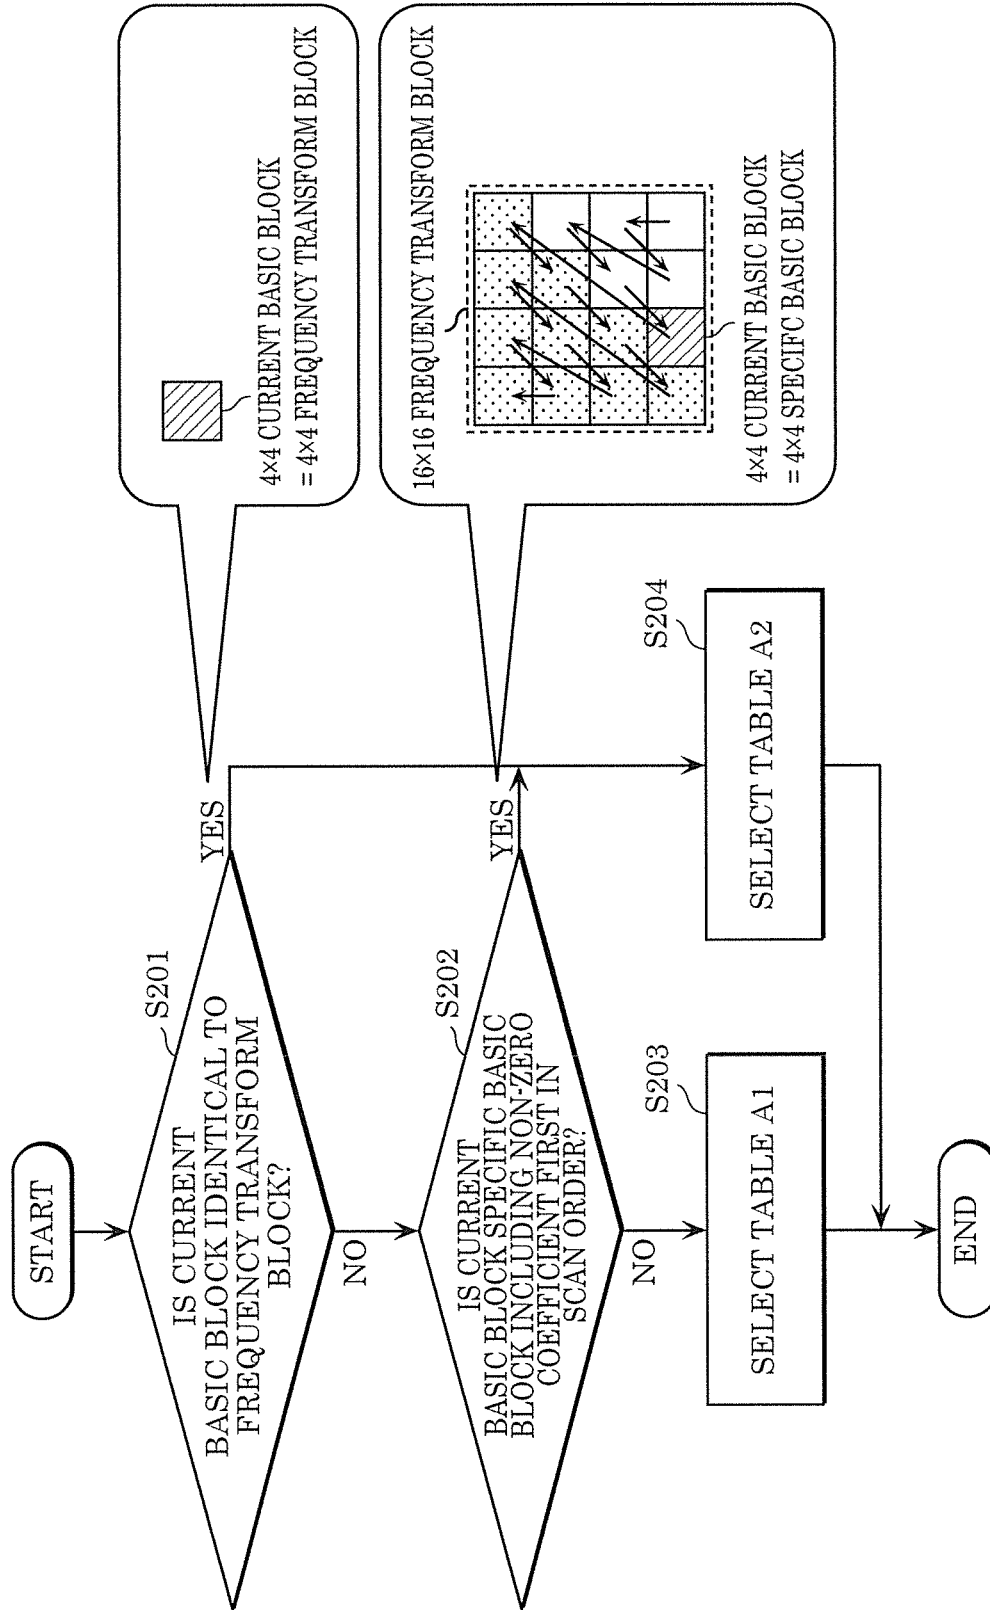 START
S201
IS CURRENT
BASIC BLOCK IDENTICAL TO
FREQUENCY TRANSFORM
BLOCK?
YES
NO
4×4 CURRENT BASIC BLOCK
= 4×4 FREQUENCY TRANSFORM BLOCK
S202
IS CURRENT
BASIC BLOCK SPECIFIC BASIC
BLOCK INCLUDING NON-ZERO
COEFFICIENT FIRST IN
SCAN ORDER?
YES
NO
16×16 FREQUENCY TRANSFORM BLOCK
4×4 CURRENT BASIC BLOCK
= 4×4 SPECIFC BASIC BLOCK
S203
SELECT TABLE A1
S204
SELECT TABLE A2
END